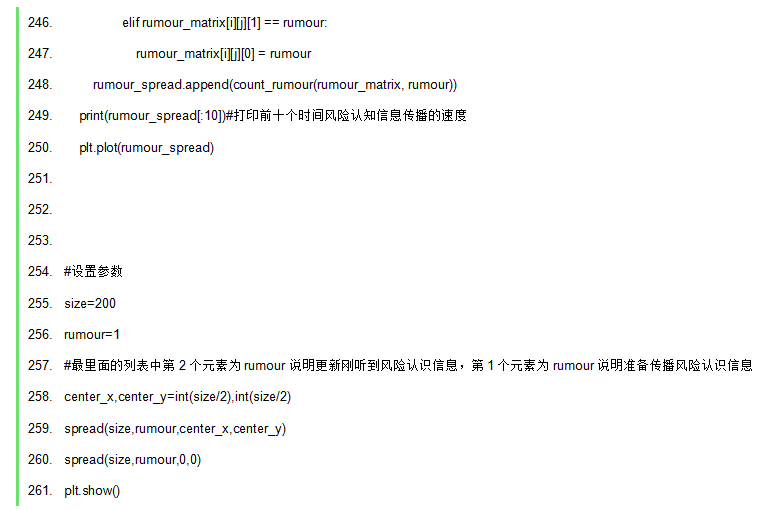 246. elif rumour_matrix[i][j][1] == rumour:
247. rumour_matrix[i][j][0] = rumour
248. rumour_spread.append(count_rumour(rumour_matrix, rumour))
249. print(rumour_spread[:10])#打印前十个时间风险认知信息传播的速度
250. plt.plot(rumour_spread)
251.
252.
253.
254. #设置参数
255. size=200
256. rumour=1
257. #最里面的列表中第 2 个元素为 rumour 说明更新刚听到风险认识信息，第 1 个元素为 rumour 说明准备传播风险认识信息
258. center_x,center_y=int(size/2),int(size/2)
259. spread(size,rumour,center_x,center_y)
260. spread(size,rumour,0,0)
261. plt.show()